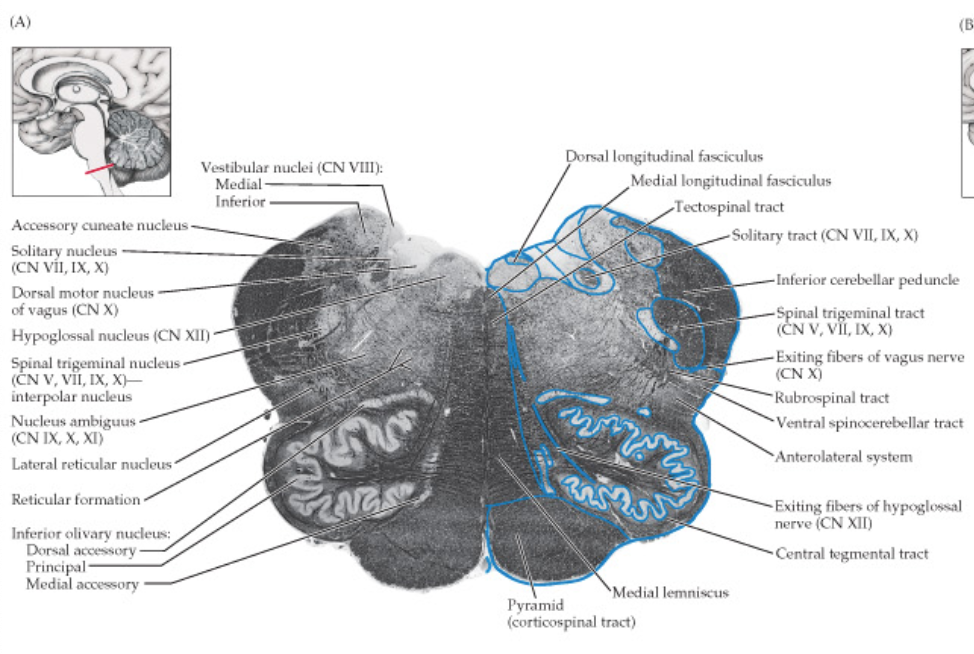 (A)
(B
Vestibular nuclei (CN VIII):
Medial
Inferior
Accessory cuneate nucleus
Solitary nucleus
(CN VII, IX, X)
Dorsal motor nucleus
of vagus (CN X)
Hypoglossal nucleus (CN XII)
Spinal trigeminal nucleus
(CN V, VII, IX, X)—
interpolar nucleus
Nucleus ambiguus
(CN IX, X, XI)
Lateral reticular nucleus
Reticular formation
Inferior olivary nucleus:
Dorsal accessory
Principal
Medial accessory
Dorsal longitudinal fasciculus
Medial longitudinal fasciculus
Tectospinal tract
Solitary tract (CN VII, IX, X)
Inferior cerebellar peduncle
Spinal trigeminal tract
(CN V, VII, IX, X)
Exiting fibers of vagus nerve
(CN X)
Rubrospinal tract
Ventral spinocerebellar tract
Anterolateral system
Exiting fibers of hypoglossal
nerve (CN XII)
Central tegmental tract
Medial lemniscus
Pyramid
(corticospinal tract)